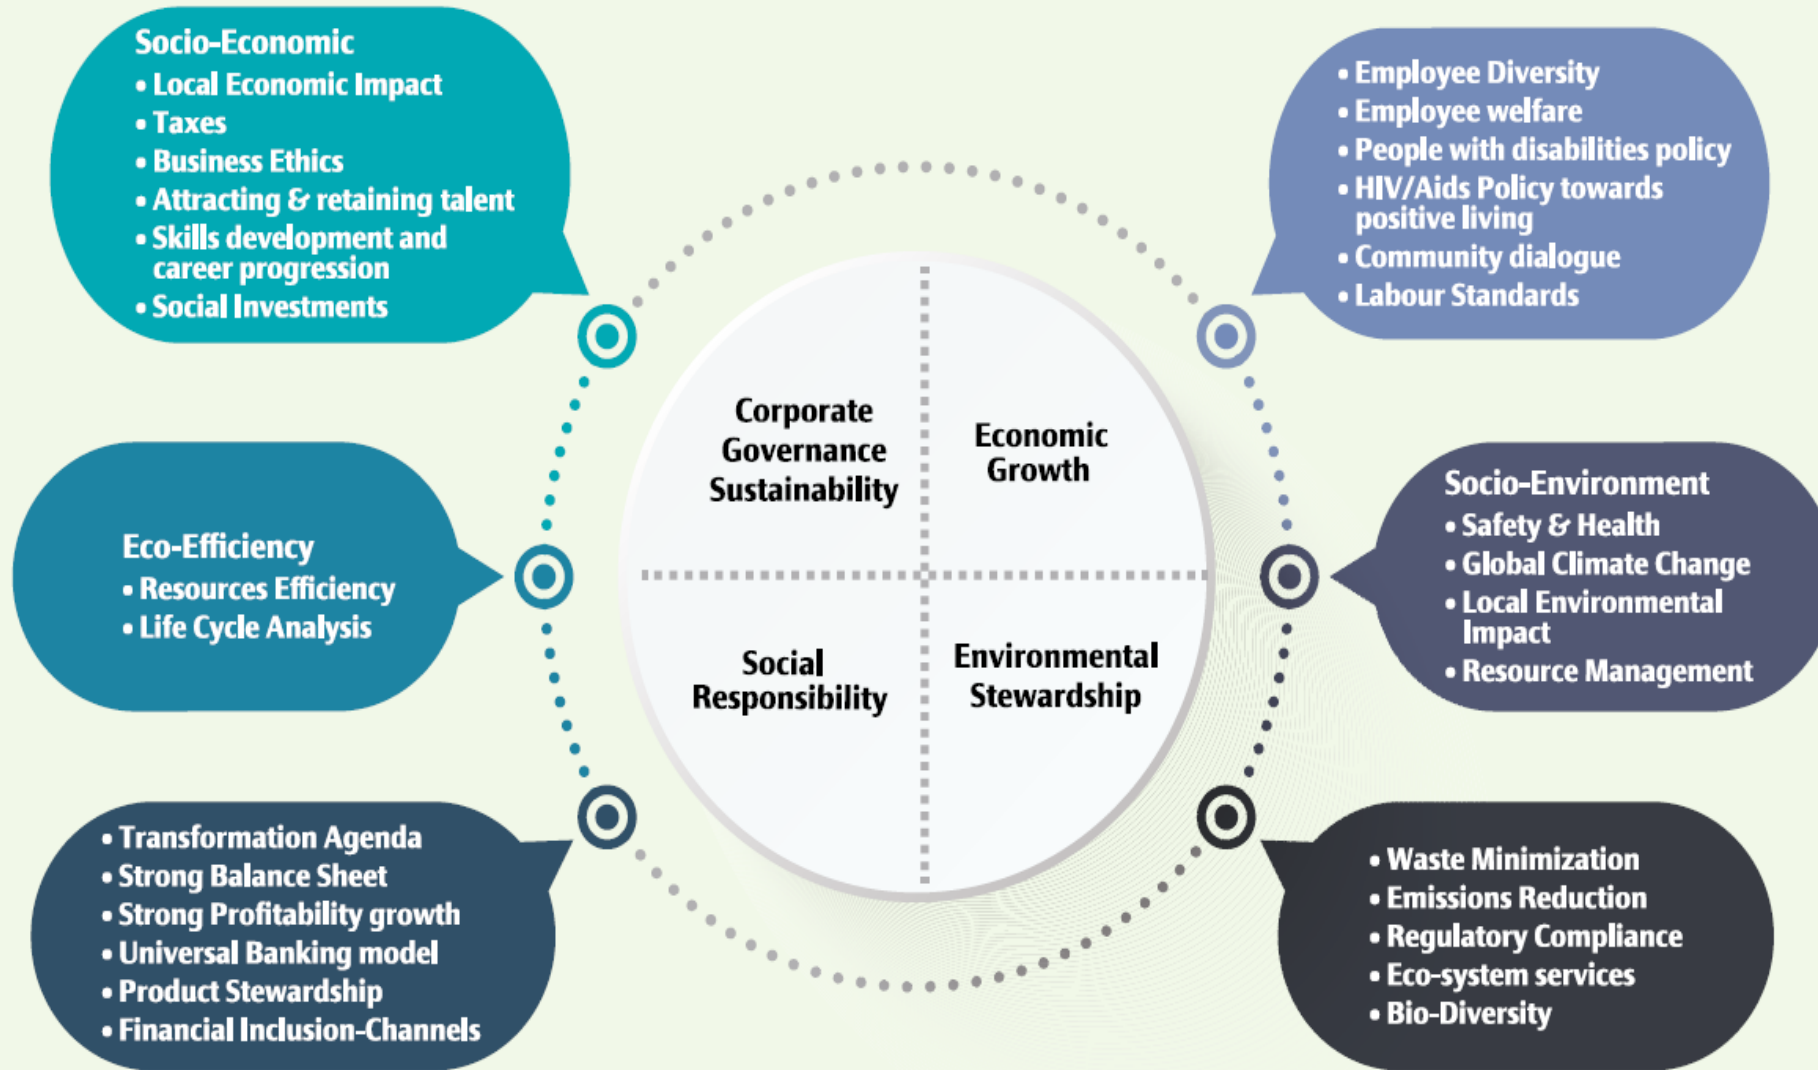 Socio-Economic
• Local Economic Impact
• Taxes
• Business Ethics
• Attracting & retaining talent
• Skills development and
career progression
• Social Investments
• Employee Diversity
• Employee welfare
• People with disabilities policy
• HIV/Aids Policy towards
positive living
• Community dialogue
• Labour Standards
Corporate
Governance
Sustainability
Economic
Growth
Social
Responsibility
Environmental
Stewardship
Eco-Efficiency
• Resources Efficiency
• Life Cycle Analysis
Socio-Environment
• Safety & Health
• Global Climate Change
• Local Environmental
Impact
• Resource Management
• Transformation Agenda
• Strong Balance Sheet
• Strong Profitability growth
• Universal Banking model
• Product Stewardship
• Financial Inclusion-Channels
• Waste Minimization
• Emissions Reduction
• Regulatory Compliance
• Eco-system services
• Bio-Diversity